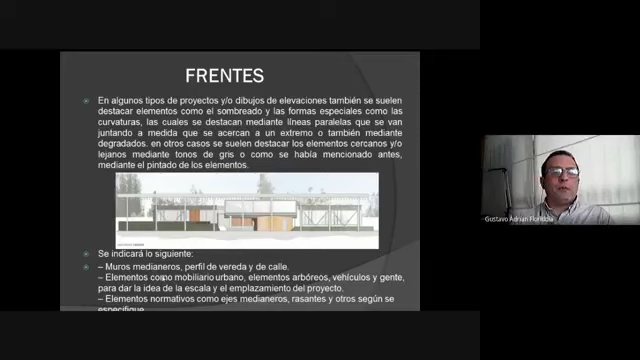 FRENTES
En algunos tipos de proyectos y/o dibujos de elevaciones también se suelen
destacar elementos como el sombreado y las formas especiales como las
curvaturas, las cuales se destacan mediante líneas paralelas que se van
juntando a medida que se acercan a un extremo o también mediante
degradados. en otros casos se suelen destacar los elementos cercanos y/o
lejanos mediante tonos de gris o como se había mencionado antes,
mediante el pintado de los elementos.
Se indicará lo siguiente:
– Muros medianeros, perfil de vereda y de calle.
– Elementos como mobiliario urbano, elementos arbóreos, vehículos y gente,
para dar la idea de la escala y el emplazamiento del proyecto.
– Elementos normativos como ejes medianeros, rasantes y otros según se
especifique.
Gustavo Adrian